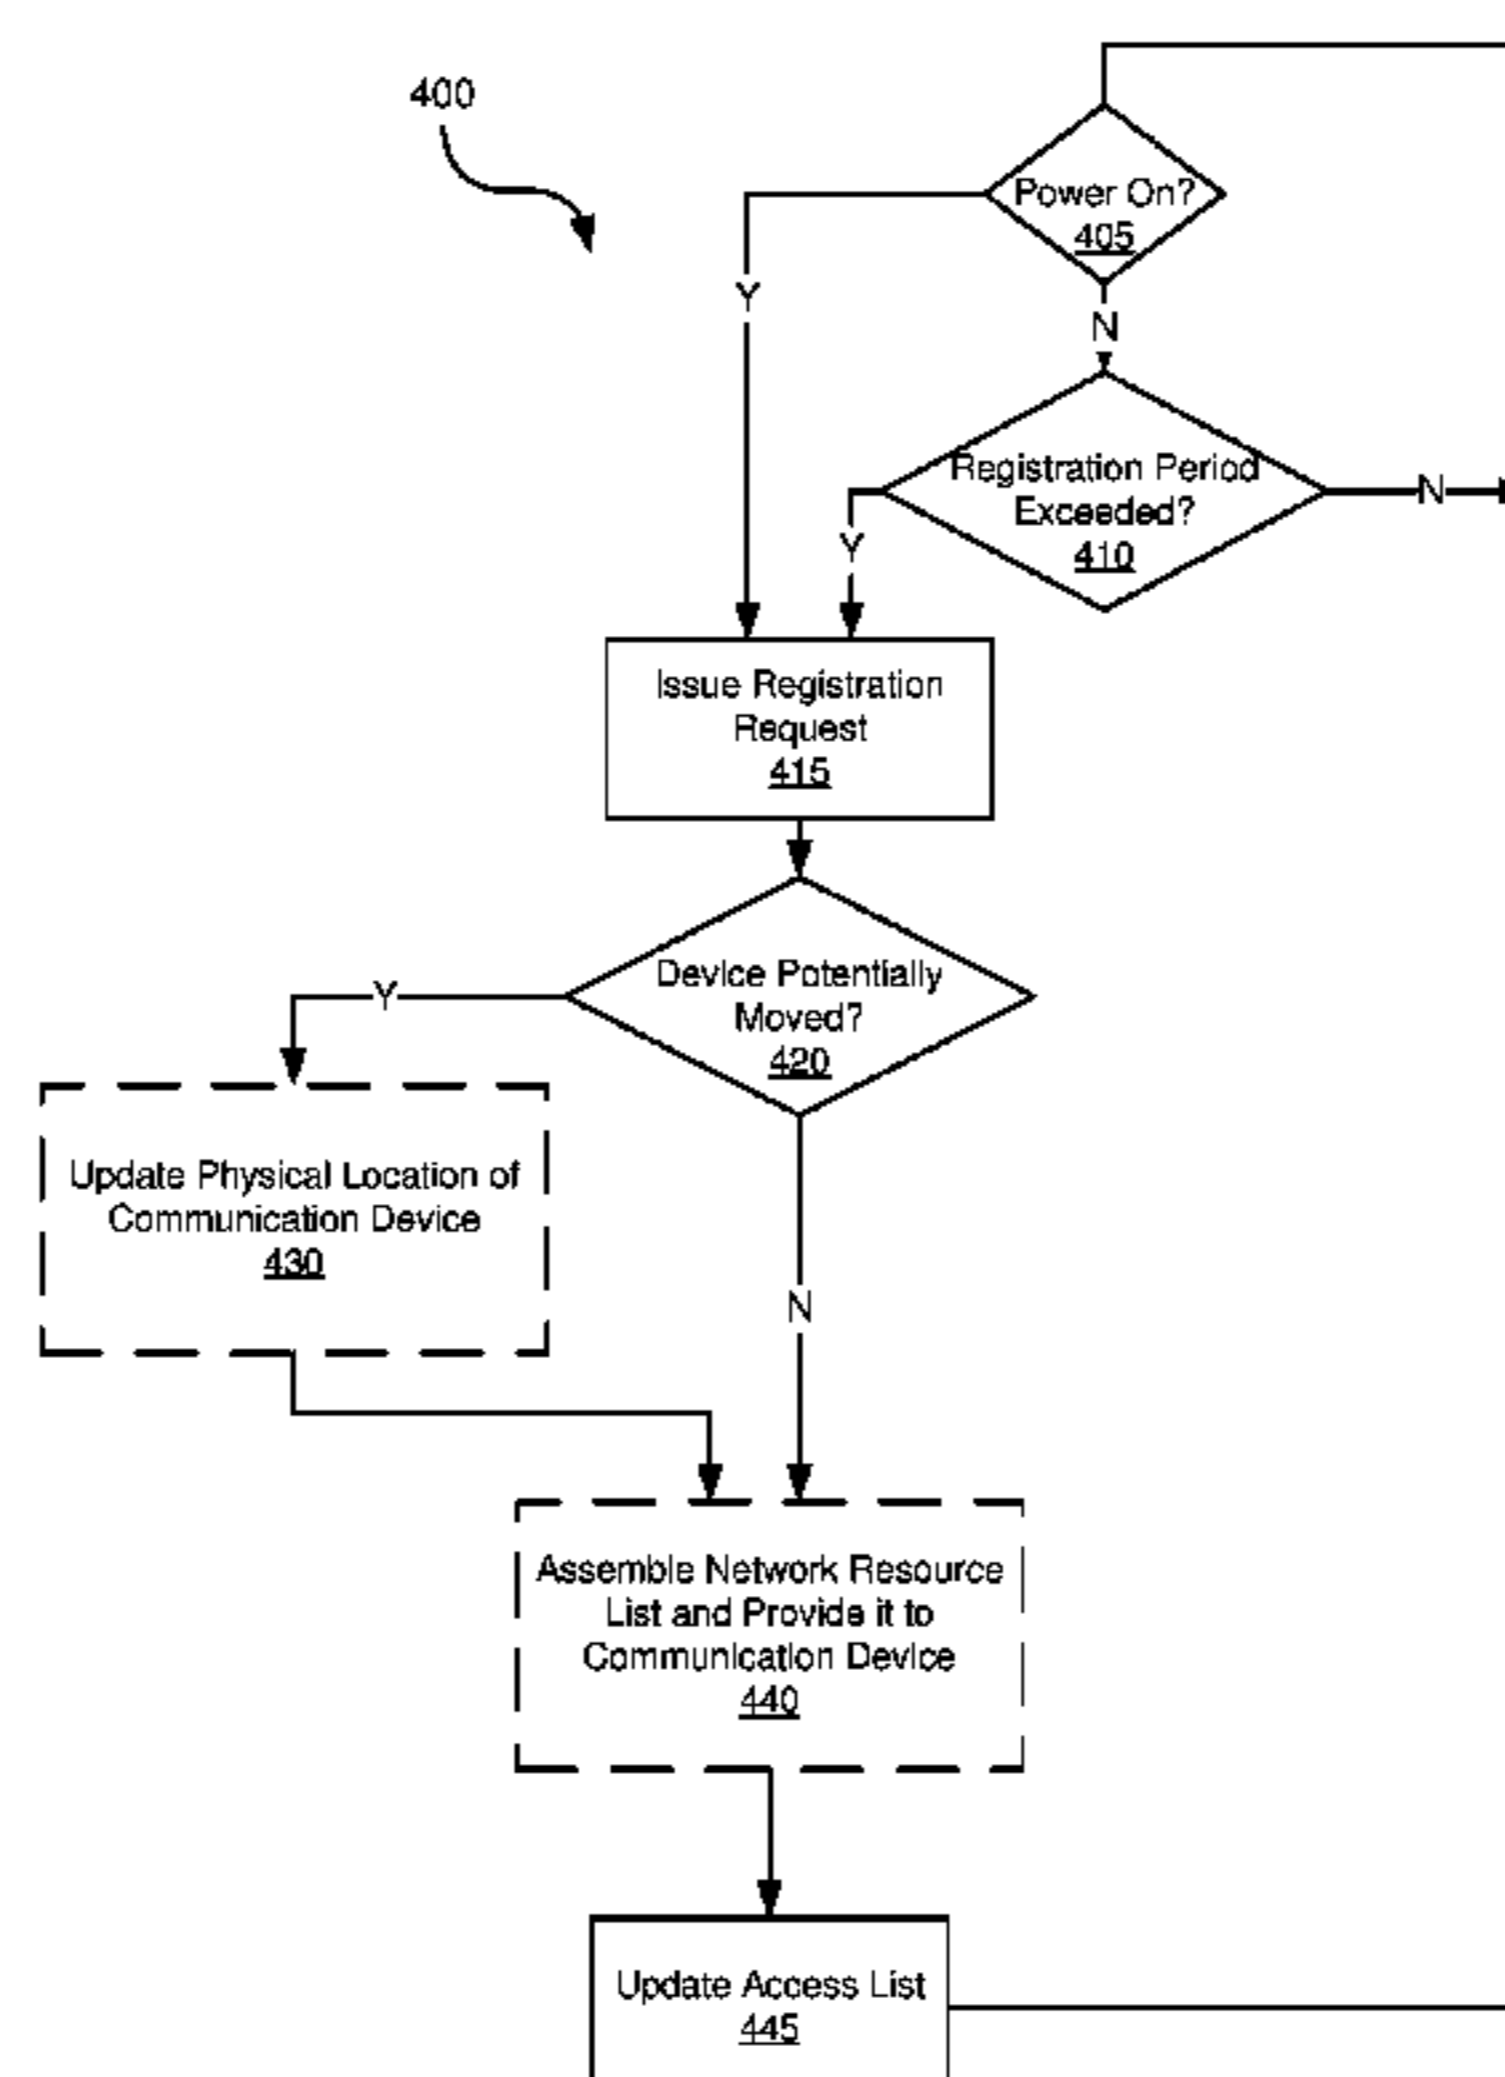 400
Power On?
405
Y
N
Registration Period
Exceeded?
410
N
Y
Issue Registration
Request
415
Device Potentially
Moved?
420
Y
Update Physical Location of
Communication Device
430
N
Assemble Network Resource
List and Provide it to
Communication Device
440
Update Access List
445